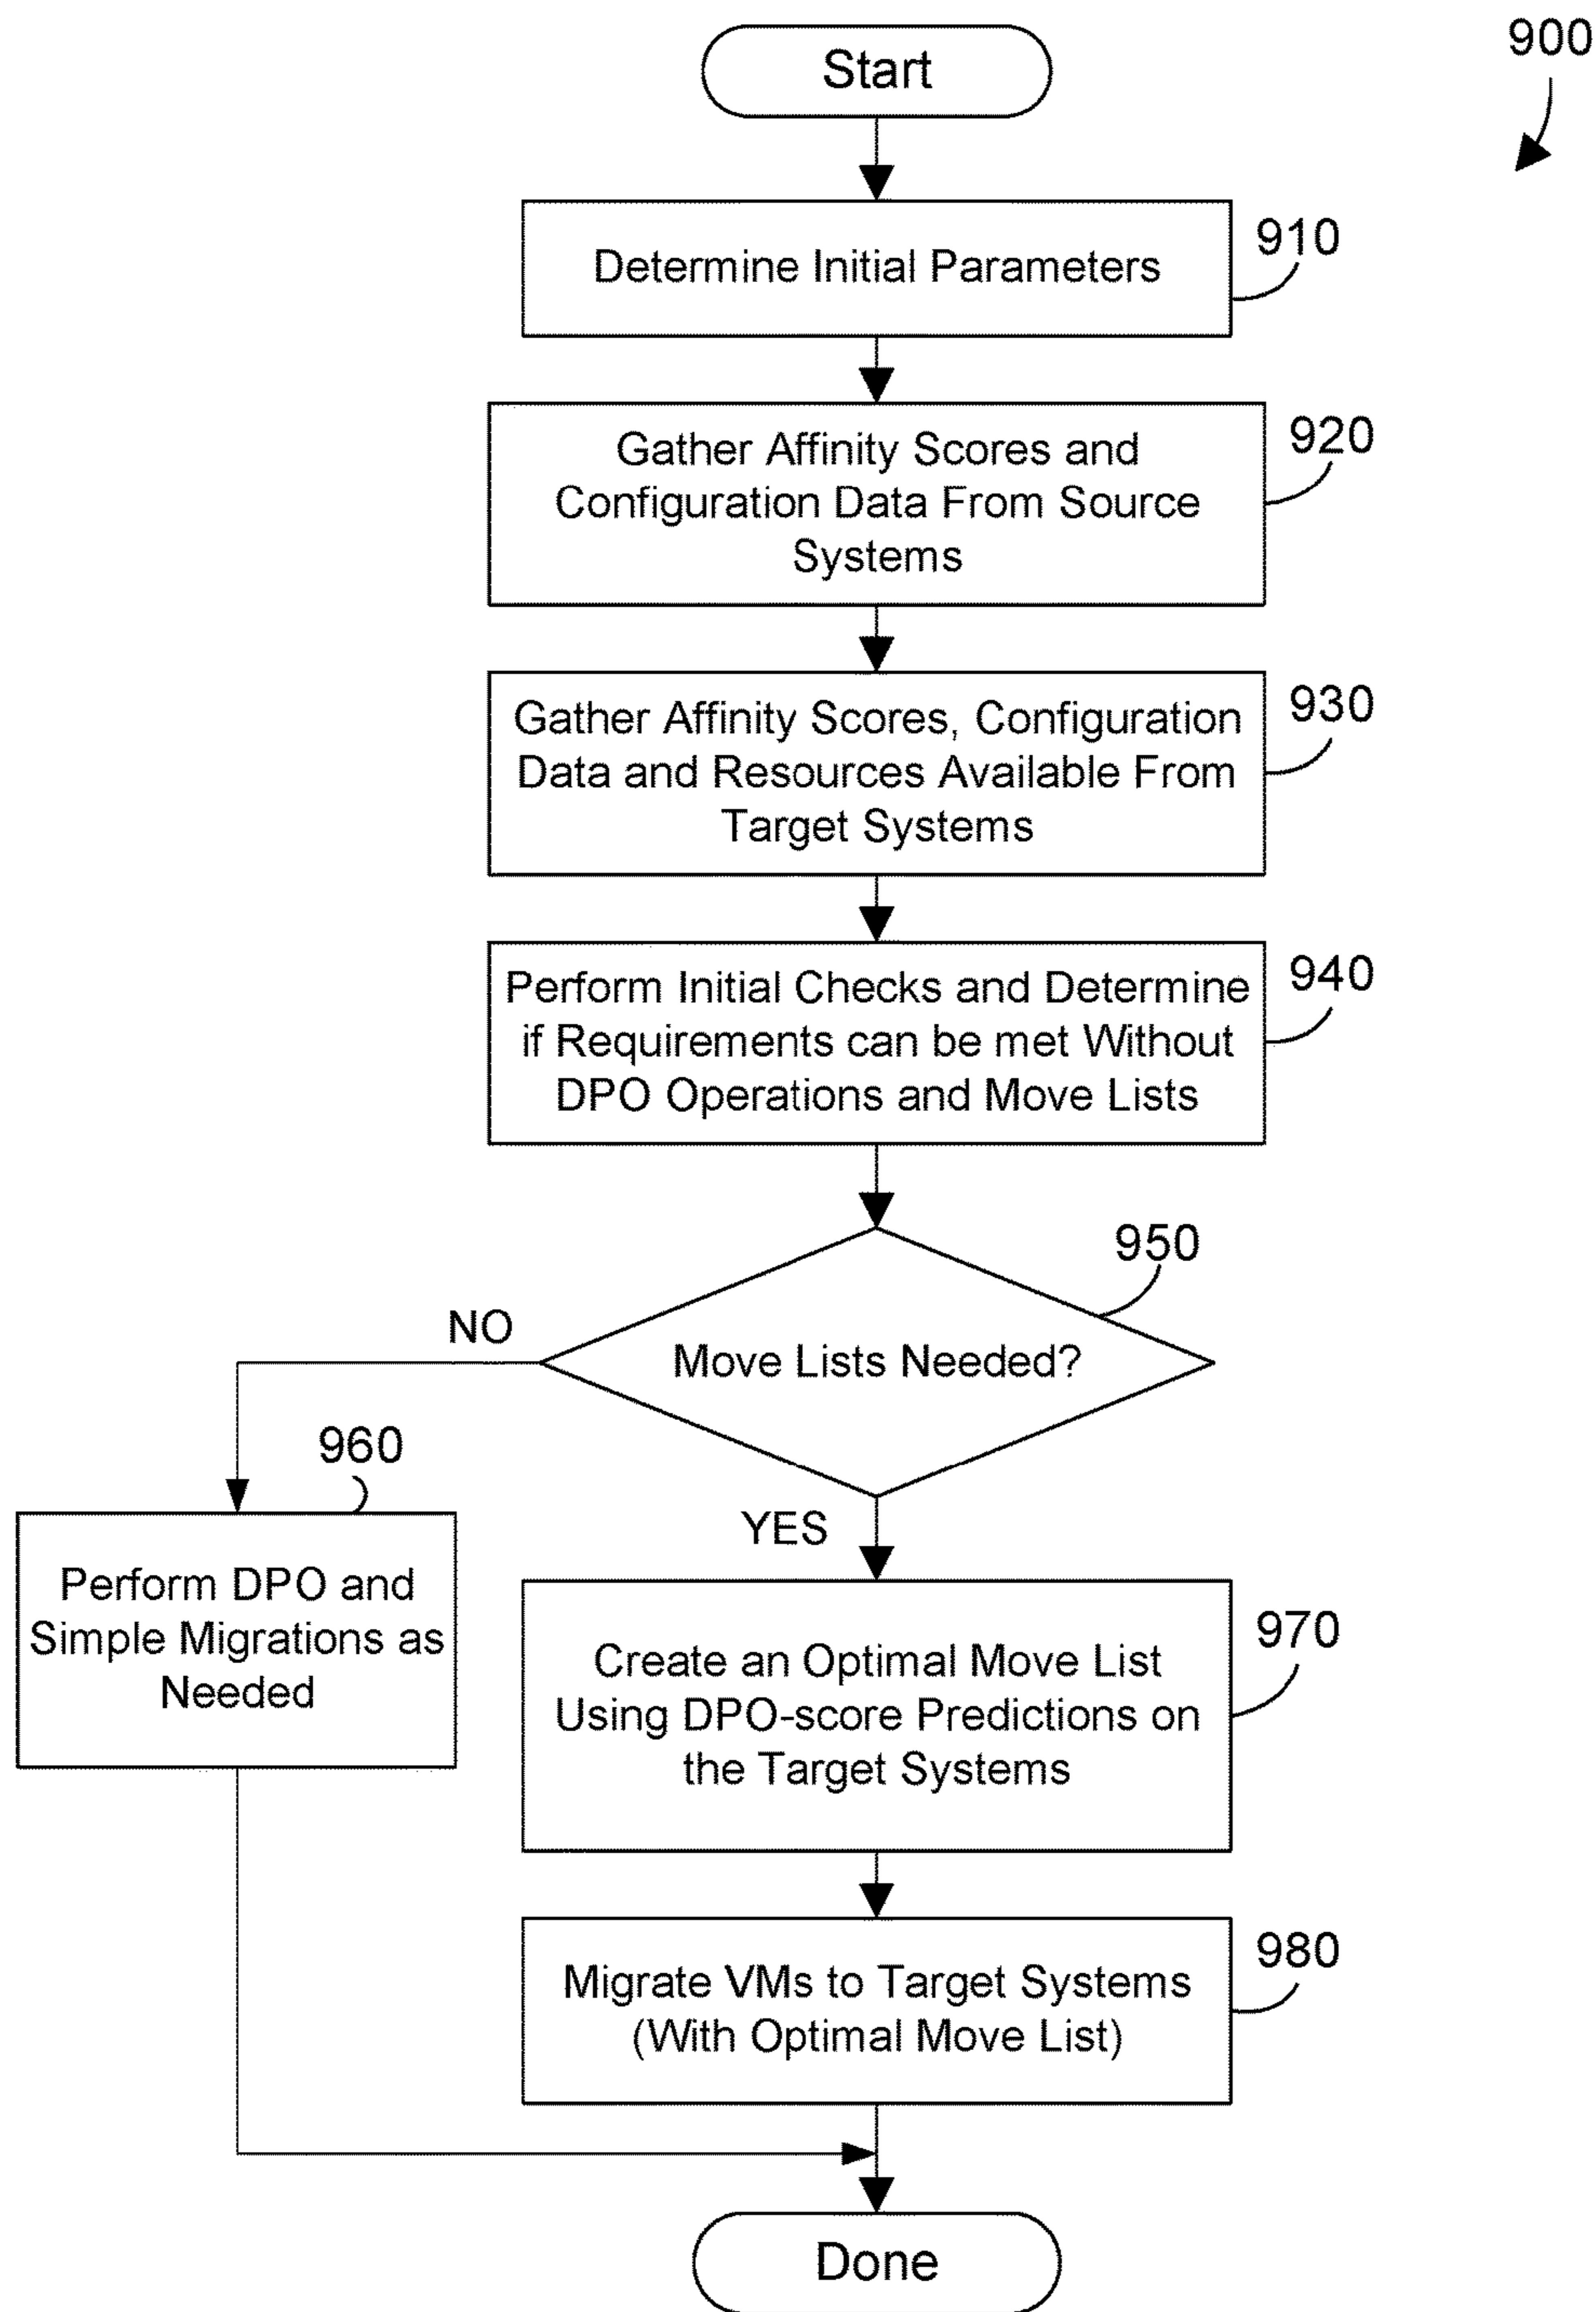 900
Start
Determine Initial Parameters
910
Gather Affinity Scores and
Configuration Data From Source
Systems
920
Gather Affinity Scores, Configuration
Data and Resources Available From
Target Systems
930
Perform Initial Checks and Determine
if Requirements can be met Without
DPO Operations and Move Lists
940
950
Move Lists Needed?
NO
960
YES
Perform DPO and
Simple Migrations as
Needed
Create an Optimal Move List
Using DPO-score Predictions on
the Target Systems
970
Migrate VMs to Target Systems
(With Optimal Move List)
980
Done